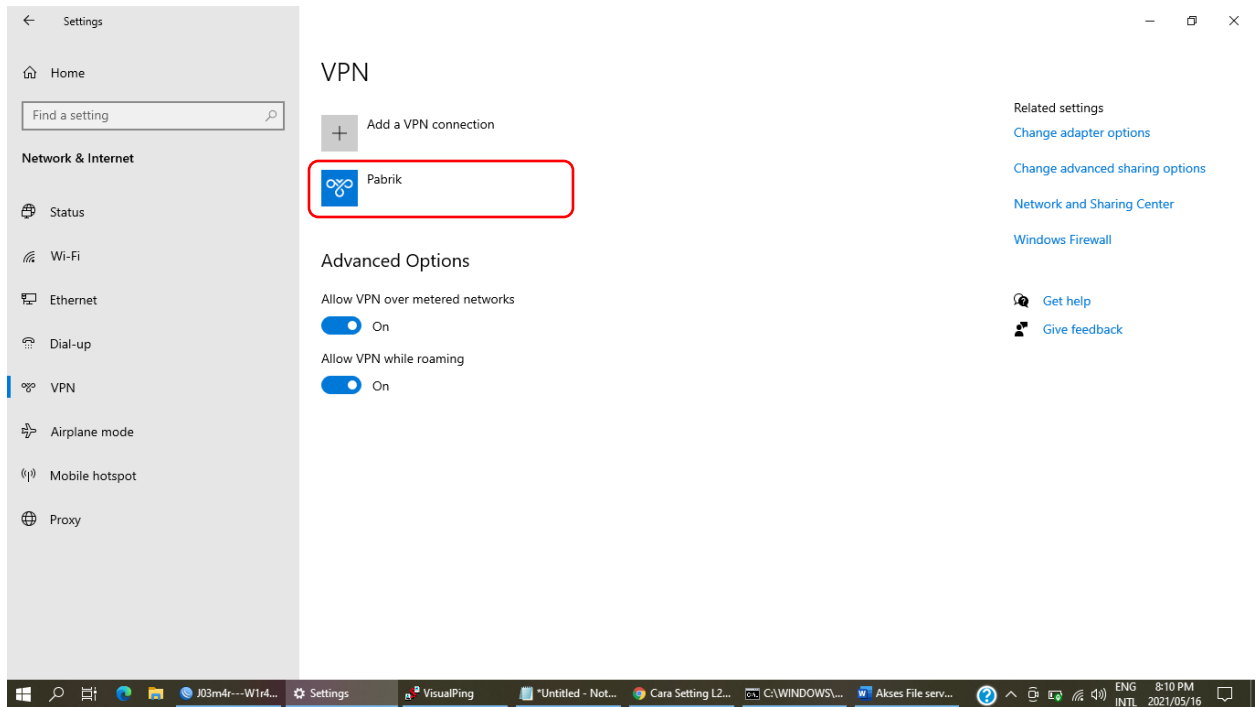 Settings
Home
Find a setting
Network & Internet
Status
Wi-Fi
Ethernet
Dial-up
VPN
Airplane mode
Mobile hotspot
Proxy
VPN
Add a VPN connection
Pabrik
Advanced Options
Allow VPN over metered networks
On
Allow VPN while roaming
On
Related settings
Change adapter options
Change advanced sharing options
Network and Sharing Center
Windows Firewall
Get help
Give feedback
J03m4r---W1r4...
Settings
VisualPing
*Untitled - Not...
Cara Setting L2...
C:\WINDOWS\...
Akses File serv...
ENG
INTL
8:10 PM
2021/05/16